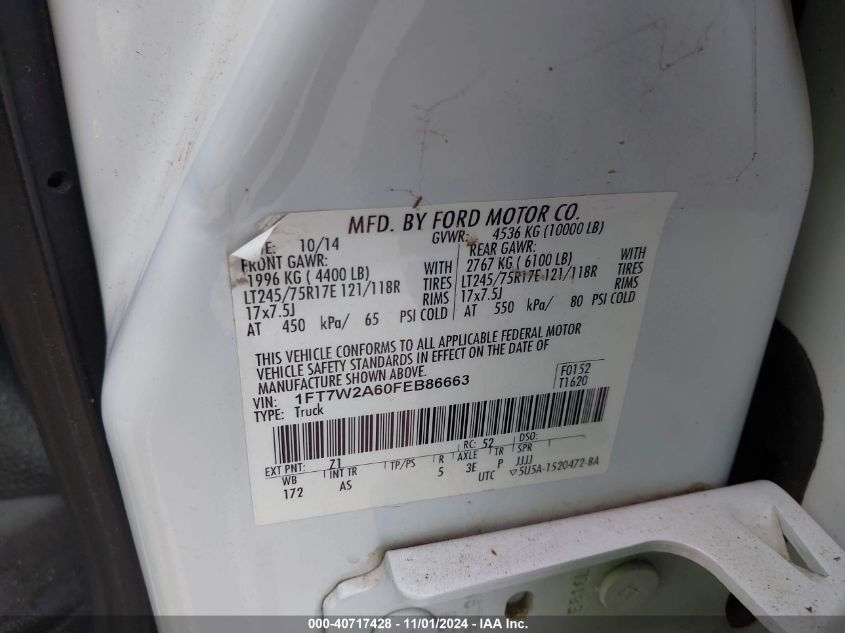 MFD. BY FORD MOTOR CO.
E: 10/14 GVWR: 4536 KG (10000 LB)
FRONT GAWR: REAR GAWR:
1996 KG ( 4400 LB) WITH 2767 KG ( 6100 LB) WITH
LT245/75R17E 121/118R TIRES LT245/75R17E 121/118R TIRES
17x7.5J RIMS 17x7.5J RIMS
AT 450 kPa/ 65 PSI COLD AT 550 kPa/ 80 PSI COLD
THIS VEHICLE CONFORMS TO ALL APPLICABLE FEDERAL MOTOR
VEHICLE SAFETY STANDARDS IN EFFECT ON THE DATE OF
MANUFACTURE SHOWN ABOVE.
VIN: 1FT7W2A60FEB86663 F0152
TYPE: Truck T1620
EXT PNT: 71 RC: 52 DSO:
WB INT TR TP/PS R AXLE TR SPR
172 AS 5 3E P JJJJ
UTC ▽5U5A-1520472-BA
000-40717428 - 11/01/2024 - IAA Inc.